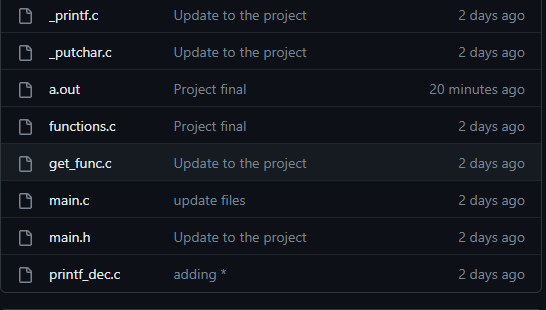 _printf.c Update to the project 2 days ago
_putchar.c Update to the project 2 days ago
a.out Project final 20 minutes ago
functions.c Project final 2 days ago
get_func.c Update to the project 2 days ago
main.c update files 2 days ago
main.h Update to the project 2 days ago
printf_dec.c adding * 2 days ago